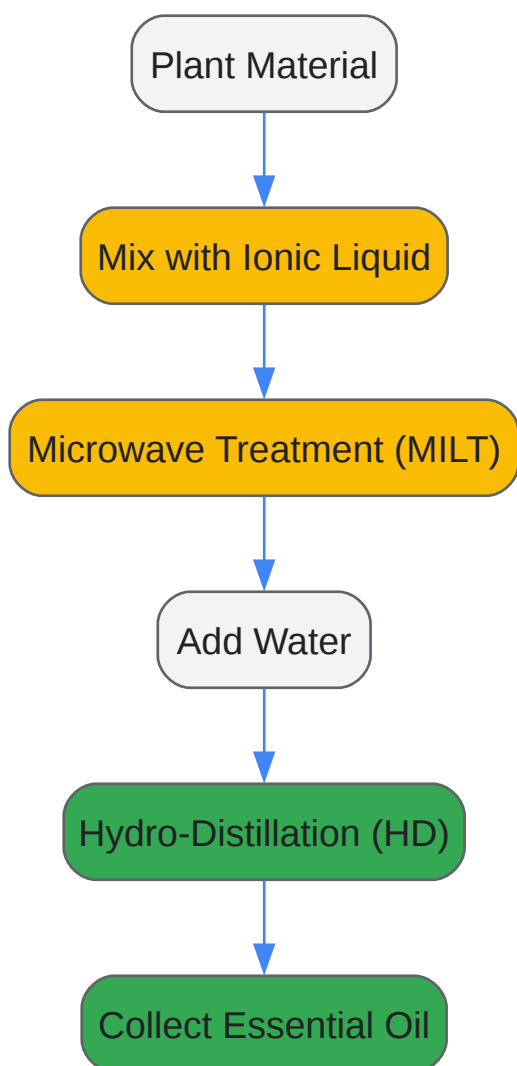 Plant Material
Mix with Ionic Liquid
Microwave Treatment (MILT)
Add Water
Hydro-Distillation (HD)
Collect Essential Oil